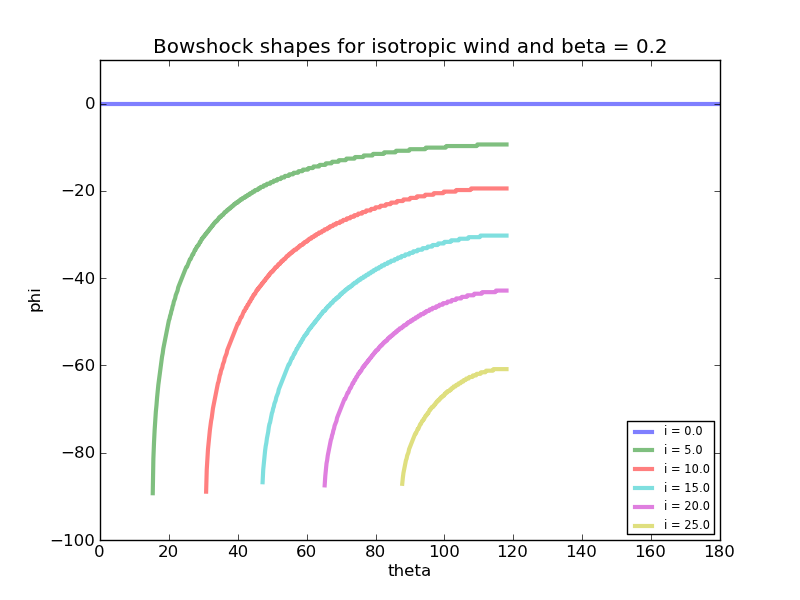 Bowshock shapes for isotropic wind and beta = 0.2
phi
0
−20
−40
−60
−80
−100
0 20 40 60 80 100 120 140 160 180
theta
i = 0.0
i = 5.0
i = 10.0
i = 15.0
i = 20.0
i = 25.0